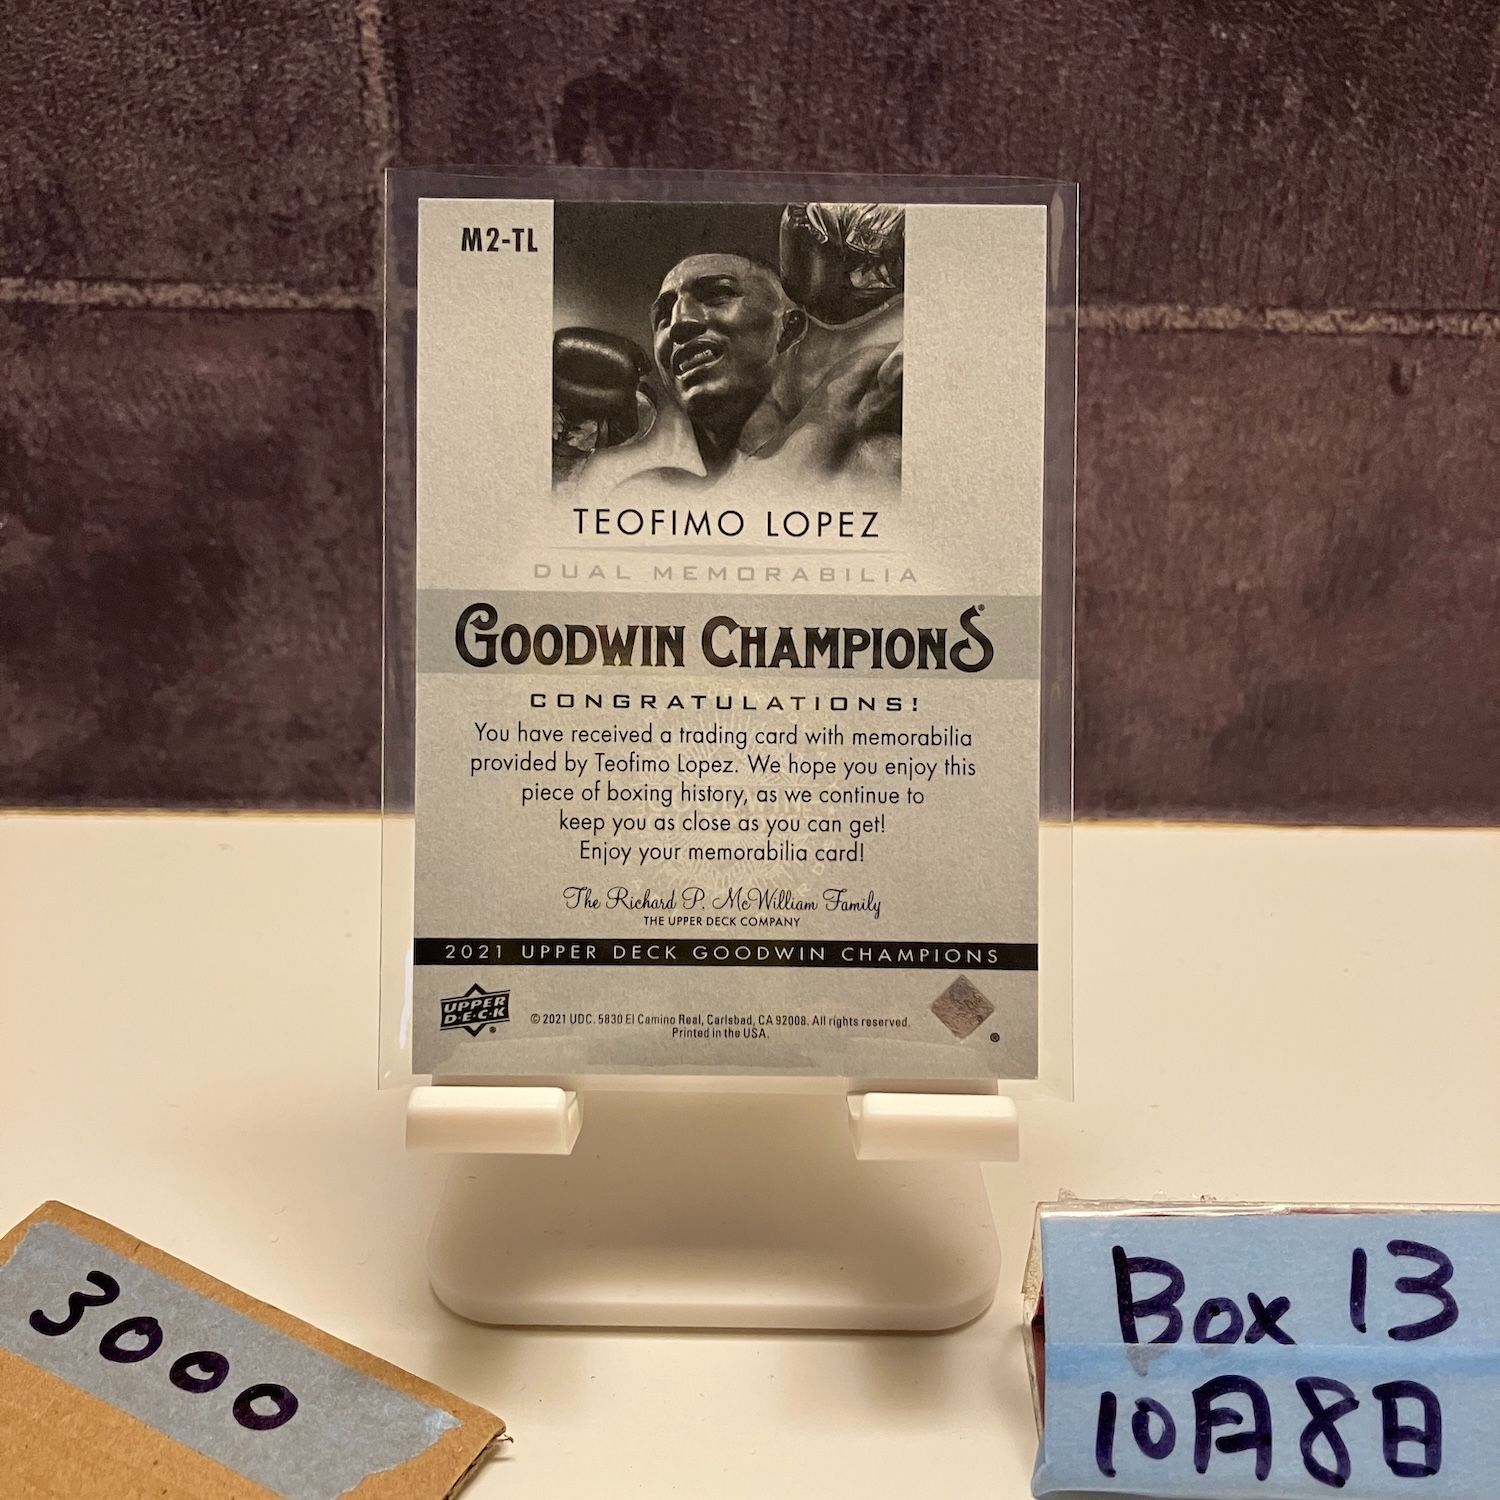 M2-TL
TEOFIMO LOPEZ
DUAL MEMORABILIA
GOODWIN CHAMPIONS®
CONGRATULATIONS!
You have received a trading card with memorabilia
provided by Teofimo Lopez. We hope you enjoy this
piece of boxing history, as we continue to
keep you as close as you can get!
Enjoy your memorabilia card!
The Richard P. McWilliam Family
THE UPPER DECK COMPANY
2021 UPPER DECK GOODWIN CHAMPIONS
UPPER
D·E·C·K®
© 2021 UDC. 5830 El Camino Real, Carlsbad, CA 92008. All rights reserved.
Printed in the USA.
®
3000
Box 13
10月8日